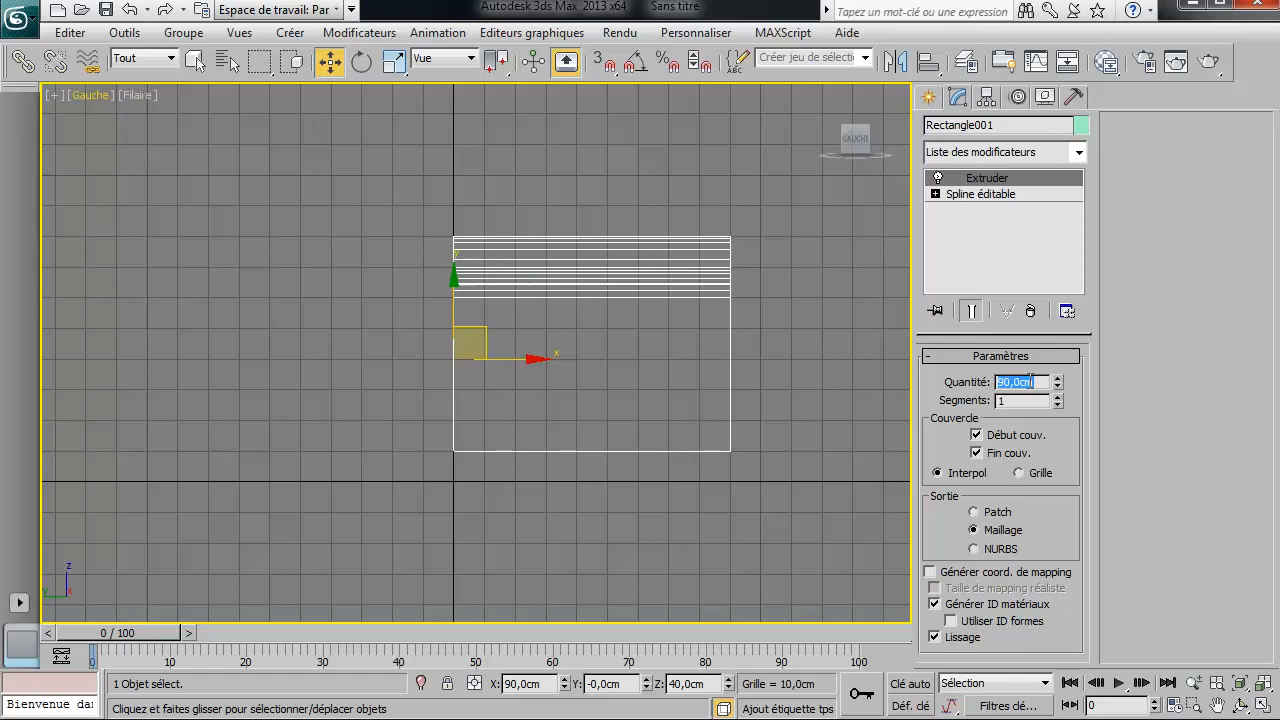 Espace de travail: Par
Autodesk 3ds Max 2013 x64
Sans titre
Tapez un mot-clé ou une expression
Editer
Outils
Groupe
Vues
Créer
Modificateurs
Animation
Editeurs graphiques
Rendu
Personnaliser
MAXScript
Aide
Tout
Vue
3
%
ABC
Créer jeu de sélecti
[+] [Gauche] [Filaire]
GAUCHE
y
x
z
y
x
Rectangle001
Liste des modificateurs
Extruder
Spline éditable
Paramètres
Quantité: 90,0cm
Segments: 1
Couvercle
Début couv.
Fin couv.
Interpol
Grille
Sortie
Patch
Maillage
NURBS
Générer coord. de mapping
Taille de mapping réaliste
Générer ID matériaux
Utiliser ID formes
Lissage
< 0 / 100 >
0 10 20 30 40 50 60 70 80 90 100
1 Objet sélect.
X: 90,0cm
Y: -0,0cm
Z: 40,0cm
Grille = 10,0cm
Clé auto
Sélection
Bienvenue dan
Cliquez et faites glisser pour sélectionner/déplacer objets
Ajout étiquette tps
Déf. clé
Filtres clé...
0